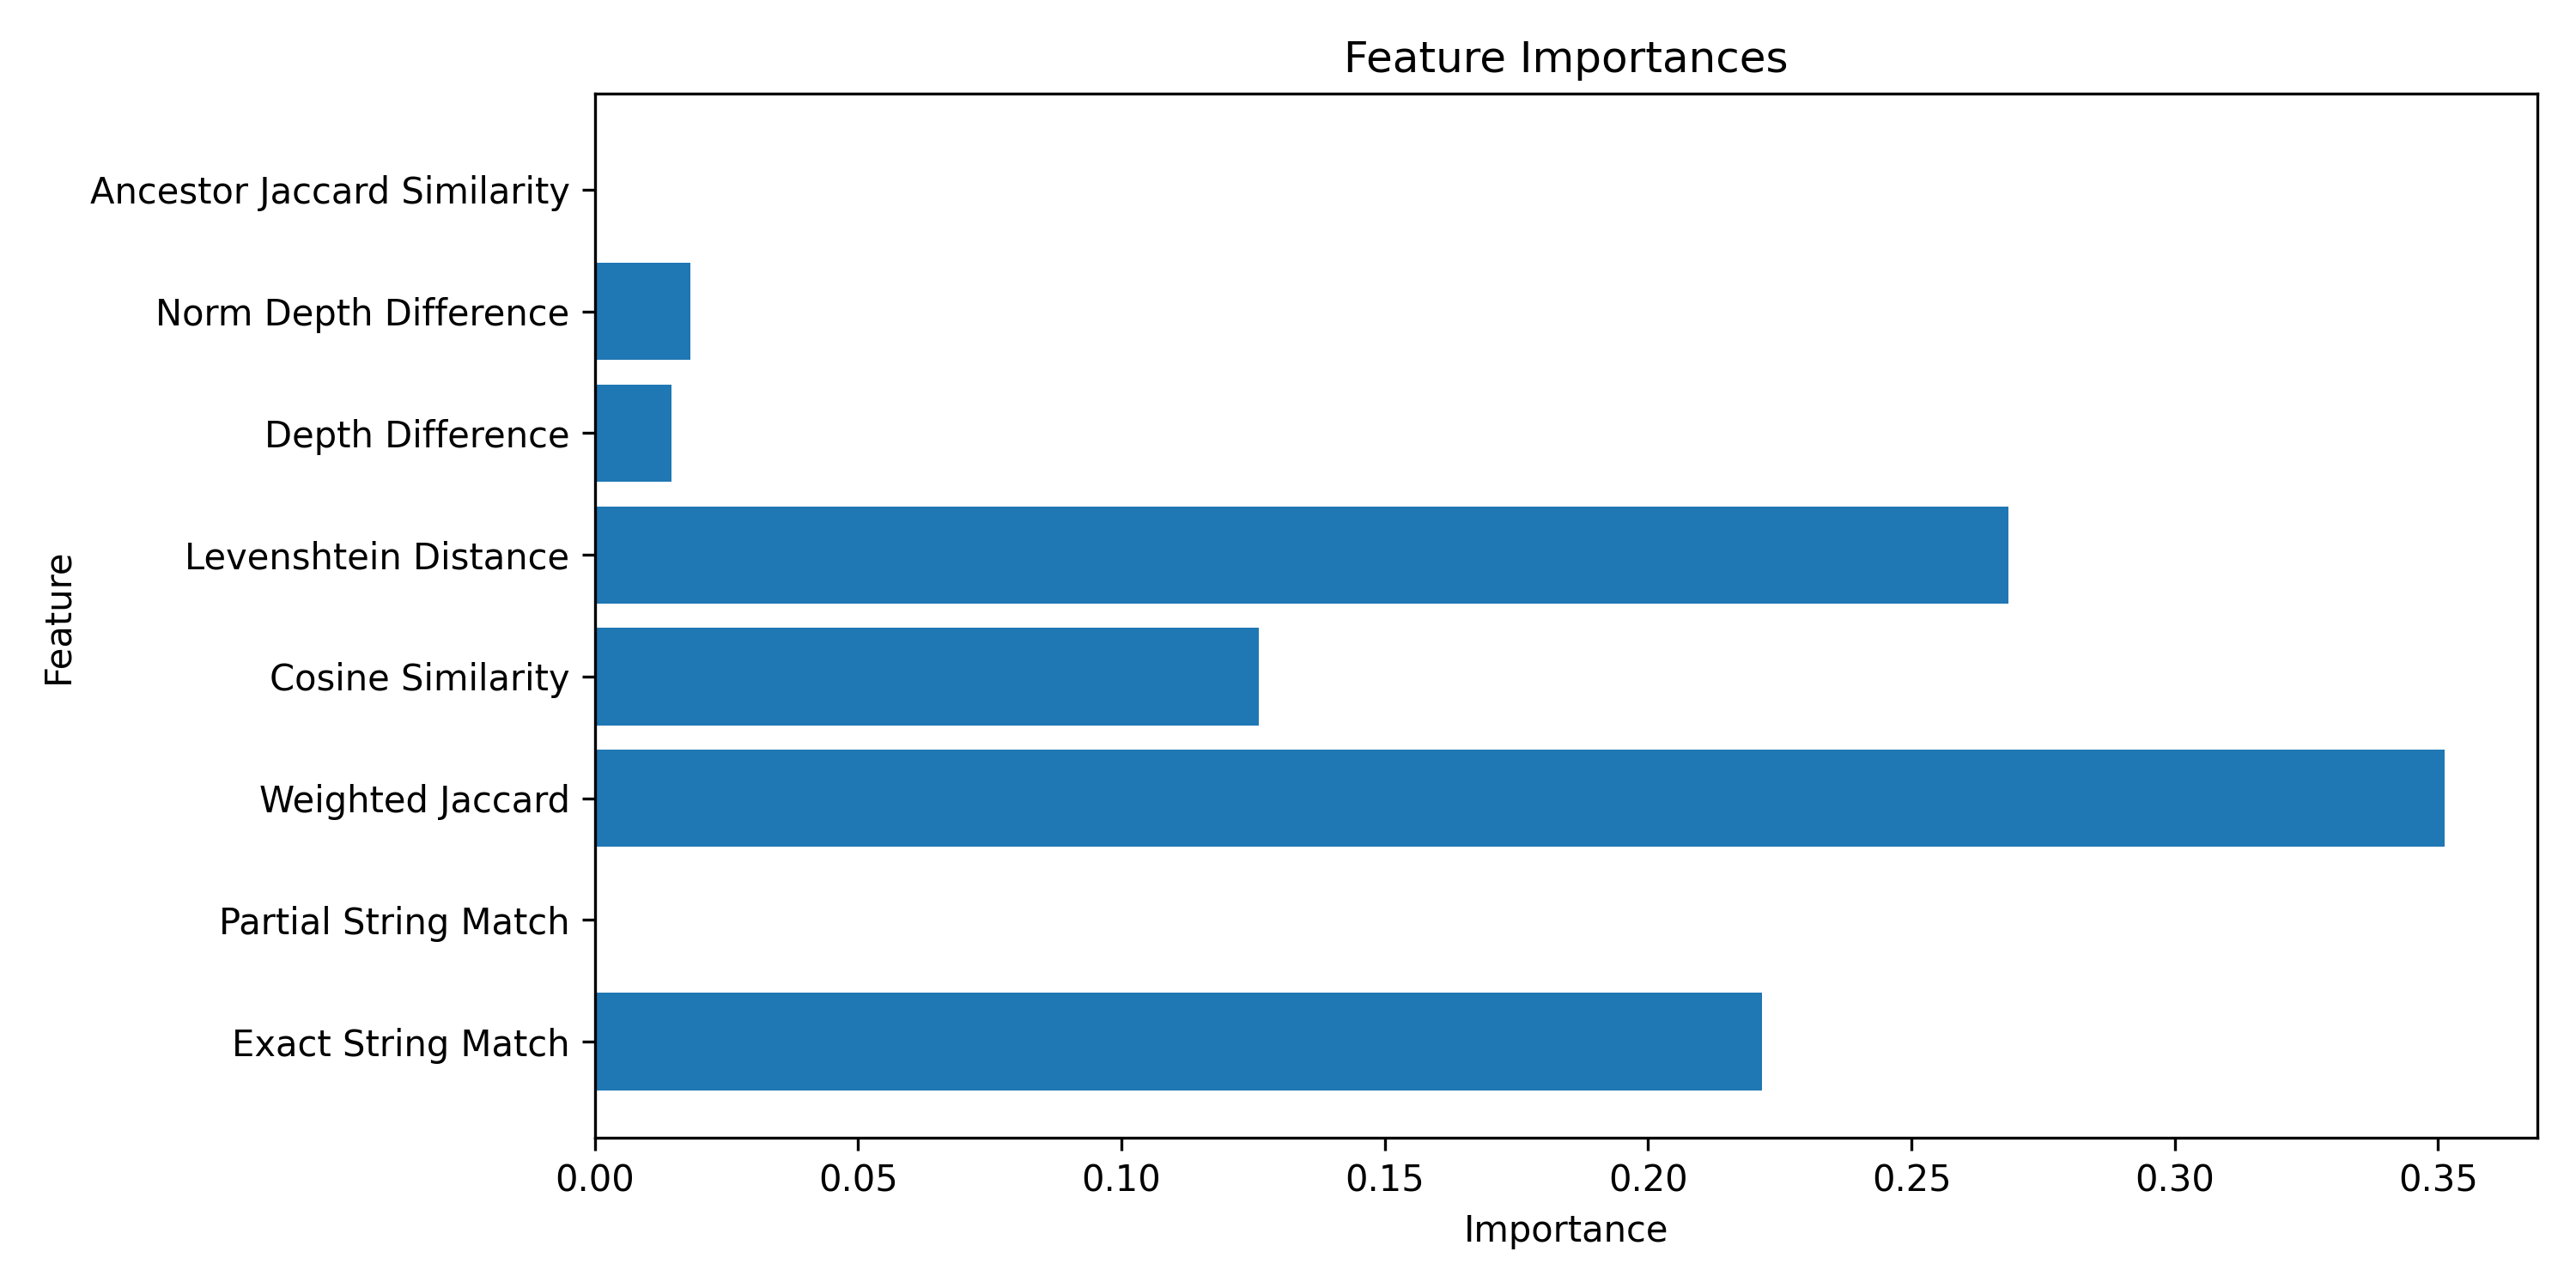 Feature Importances
Ancestor Jaccard Similarity
Norm Depth Difference
Depth Difference
Levenshtein Distance
Cosine Similarity
Weighted Jaccard
Partial String Match
Exact String Match
Feature
0.00 0.05 0.10 0.15 0.20 0.25 0.30 0.35
Importance